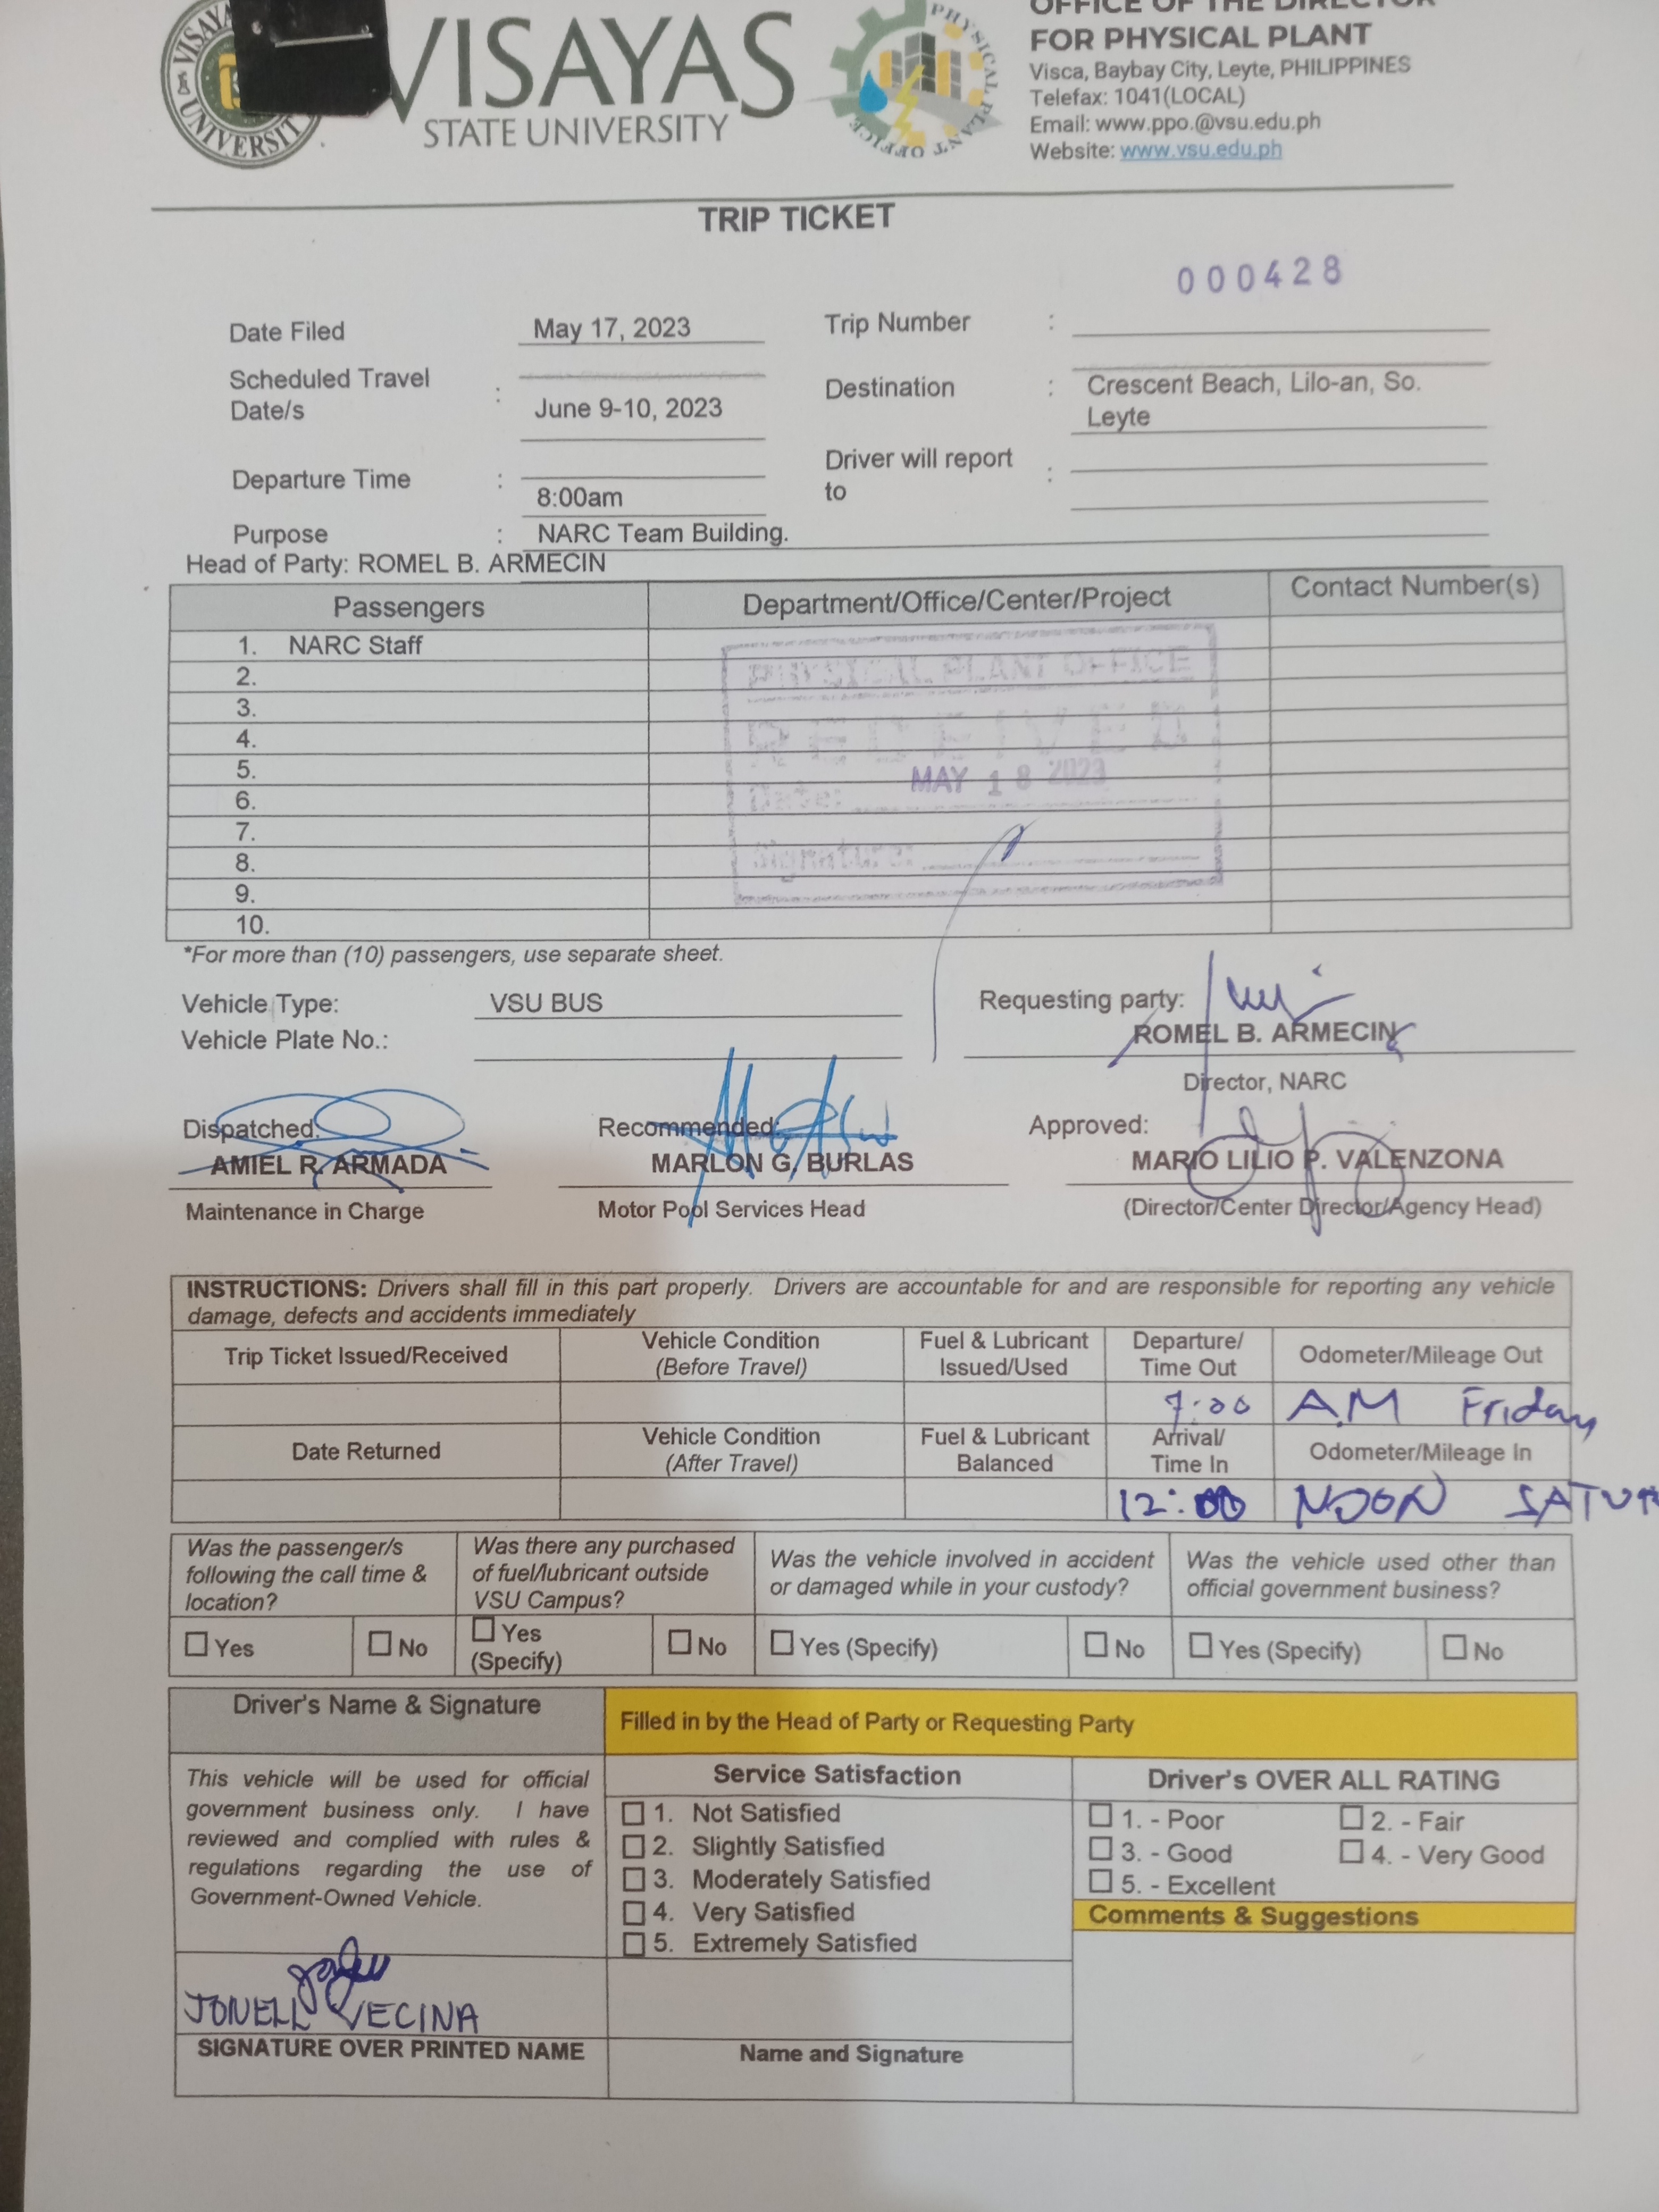 VISAYAS
STATE UNIVERSITY
VISAYA
UNIVERSITY
PHYSICAL PLANT OFFICE
OFFICE OF THE DIRECTOR
FOR PHYSICAL PLANT
Visca, Baybay City, Leyte, PHILIPPINES
Telefax: 1041(LOCAL)
Email: www.ppo.@vsu.edu.ph
Website: www.vsu.edu.ph
TRIP TICKET
000428
Date Filed May 17, 2023 Trip Number :
Scheduled Travel Date/s : June 9-10, 2023 Destination : Crescent Beach, Lilo-an, So.
Leyte
Departure Time : 8:00am Driver will report to :
Purpose : NARC Team Building.
Head of Party: ROMEL B. ARMECIN
Passengers Department/Office/Center/Project Contact Number(s)
1. NARC Staff
2.
3.
4.
5.
6.
7.
8.
9.
10.
PHYSICAL PLANT OFFICE
RECEIVED
Date: MAY 18 2023
Signature:
*For more than (10) passengers, use separate sheet.
Vehicle Type: VSU BUS Requesting party:
Vehicle Plate No.: ROMEL B. ARMECIN
Director, NARC
Dispatched: Recommended: Approved:
AMIEL R. ARMADA MARLON G. BURLAS MARIO LILIO P. VALENZONA
Maintenance in Charge Motor Pool Services Head (Director/Center Director/Agency Head)
INSTRUCTIONS: Drivers shall fill in this part properly. Drivers are accountable for and are responsible for reporting any vehicle
damage, defects and accidents immediately
Trip Ticket Issued/Received Vehicle Condition (Before Travel) Fuel & Lubricant Issued/Used Departure/ Time Out Odometer/Mileage Out
7:00 A.M Friday
Date Returned Vehicle Condition (After Travel) Fuel & Lubricant Balanced Arrival/ Time In Odometer/Mileage In
12:00 NOON SATUR
Was the passenger/s following the call time & location?
Was there any purchased of fuel/lubricant outside VSU Campus?
Was the vehicle involved in accident or damaged while in your custody?
Was the vehicle used other than official government business?
☐ Yes ☐ No ☐ Yes (Specify) ☐ No ☐ Yes (Specify) ☐ No ☐ Yes (Specify) ☐ No
Driver's Name & Signature
Filled in by the Head of Party or Requesting Party
This vehicle will be used for official
government business only. I have
reviewed and complied with rules &
regulations regarding the use of
Government-Owned Vehicle.
JONELL VECINA
SIGNATURE OVER PRINTED NAME
Service Satisfaction
☐ 1. Not Satisfied
☐ 2. Slightly Satisfied
☐ 3. Moderately Satisfied
☐ 4. Very Satisfied
☐ 5. Extremely Satisfied
Name and Signature
Driver's OVER ALL RATING
☐ 1. - Poor ☐ 2. - Fair
☐ 3. - Good ☐ 4. - Very Good
☐ 5. - Excellent
Comments & Suggestions